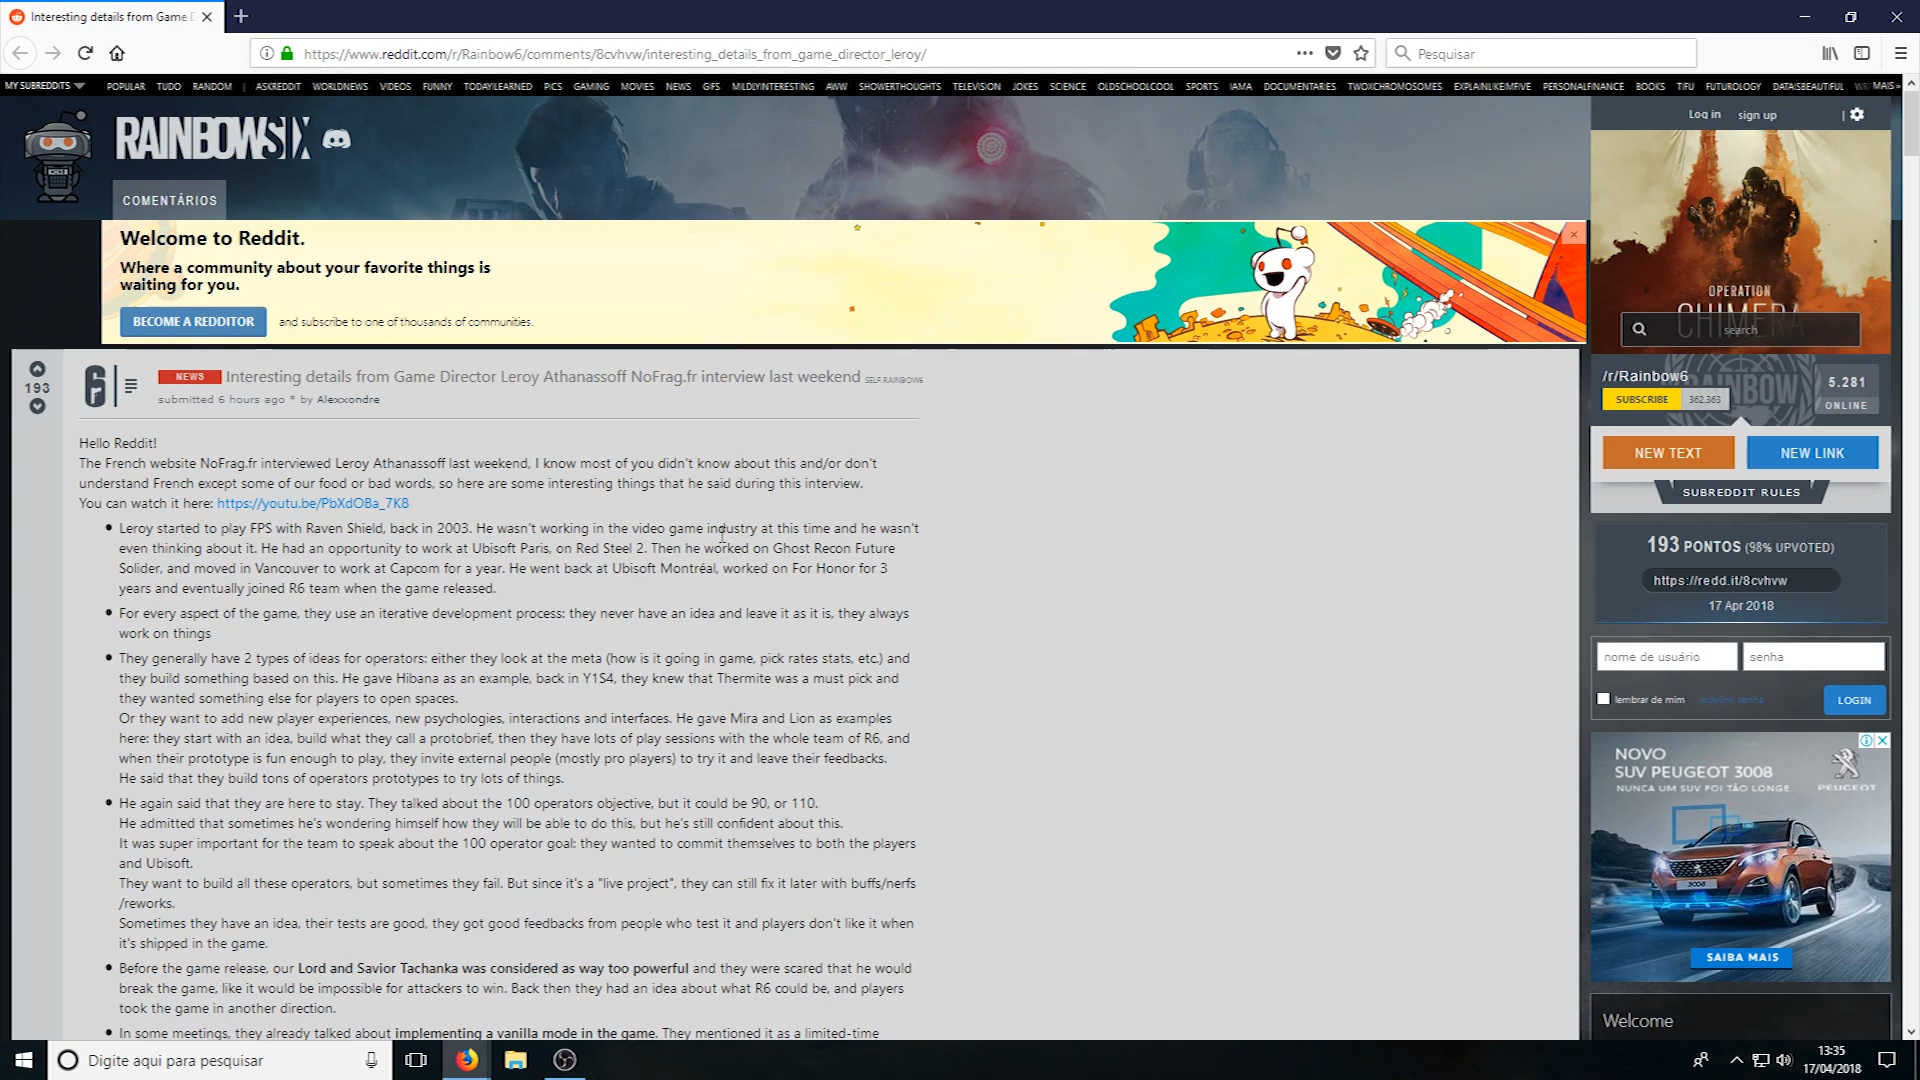 Interesting details from Game D
https://www.reddit.com/r/Rainbow6/comments/8cvhvw/interesting_details_from_game_director_leroy/
Pesquisar
MY SUBREDDITS POPULAR TUDO RANDOM | ASKREDDIT WORLDNEWS VIDEOS FUNNY TODAYILEARNED PICS GAMING MOVIES NEWS GIFS MILDLYINTERESTING AWW SHOWERTHOUGHTS TELEVISION JOKES SCIENCE OLDSCHOOLCOOL SPORTS IAMA DOCUMENTARIES TWOXCHROMOSOMES EXPLAINLIKEIMFIVE PERSONALFINANCE BOOKS TIFU FUTUROLOGY DATAISBEAUTIFUL MAIS »
RAINBOWSIX
COMENTÁRIOS
Log in sign up |
Welcome to Reddit.
Where a community about your favorite things is
waiting for you.
BECOME A REDDITOR and subscribe to one of thousands of communities.
OPERATION
CHIMERA
search
193
NEWS Interesting details from Game Director Leroy Athanassoff NoFrag.fr interview last weekend SELF.RAINBOW6
submitted 6 hours ago * by Alexxondre
Hello Reddit!
The French website NoFrag.fr interviewed Leroy Athanassoff last weekend, I know most of you didn't know about this and/or don't
understand French except some of our food or bad words, so here are some interesting things that he said during this interview.
You can watch it here: https://youtu.be/PbXdOBa_7K8
• Leroy started to play FPS with Raven Shield, back in 2003. He wasn't working in the video game industry at this time and he wasn't
even thinking about it. He had an opportunity to work at Ubisoft Paris, on Red Steel 2. Then he worked on Ghost Recon Future
Solider, and moved in Vancouver to work at Capcom for a year. He went back at Ubisoft Montréal, worked on For Honor for 3
years and eventually joined R6 team when the game released.
• For every aspect of the game, they use an iterative development process: they never have an idea and leave it as it is, they always
work on things
• They generally have 2 types of ideas for operators: either they look at the meta (how is it going in game, pick rates stats, etc.) and
they build something based on this. He gave Hibana as an example, back in Y1S4, they knew that Thermite was a must pick and
they wanted something else for players to open spaces.
Or they want to add new player experiences, new psychologies, interactions and interfaces. He gave Mira and Lion as examples
here: they start with an idea, build what they call a protobrief, then they have lots of play sessions with the whole team of R6, and
when their prototype is fun enough to play, they invite external people (mostly pro players) to try it and leave their feedbacks.
He said that they build tons of operators prototypes to try lots of things.
• He again said that they are here to stay. They talked about the 100 operators objective, but it could be 90, or 110.
He admitted that sometimes he's wondering himself how they will be able to do this, but he's still confident about this.
It was super important for the team to speak about the 100 operator goal: they wanted to commit themselves to both the players
and Ubisoft.
They want to build all these operators, but sometimes they fail. But since it's a "live project", they can still fix it later with buffs/nerfs
/reworks.
Sometimes they have an idea, their tests are good, they got good feedbacks from people who test it and players don't like it when
it's shipped in the game.
• Before the game release, our Lord and Savior Tachanka was considered as way too powerful and they were scared that he would
break the game, like it would be impossible for attackers to win. Back then they had an idea about what R6 could be, and players
took the game in another direction.
• In some meetings, they already talked about implementing a vanilla mode in the game. They mentioned it as a limited-time
/r/Rainbow6
SUBSCRIBE 362.363
5.281
ONLINE
NEW TEXT NEW LINK
SUBREDDIT RULES
193 PONTOS (98% UPVOTED)
https://redd.it/8cvhvw
17 Apr 2018
nome de usuário senha
lembrar de mim redefinir senha LOGIN
NOVO
SUV PEUGEOT 3008
NUNCA UM SUV FOI TÃO LONGE.
PEUGEOT
3008
SAIBA MAIS
Welcome
Digite aqui para pesquisar
13:35
17/04/2018